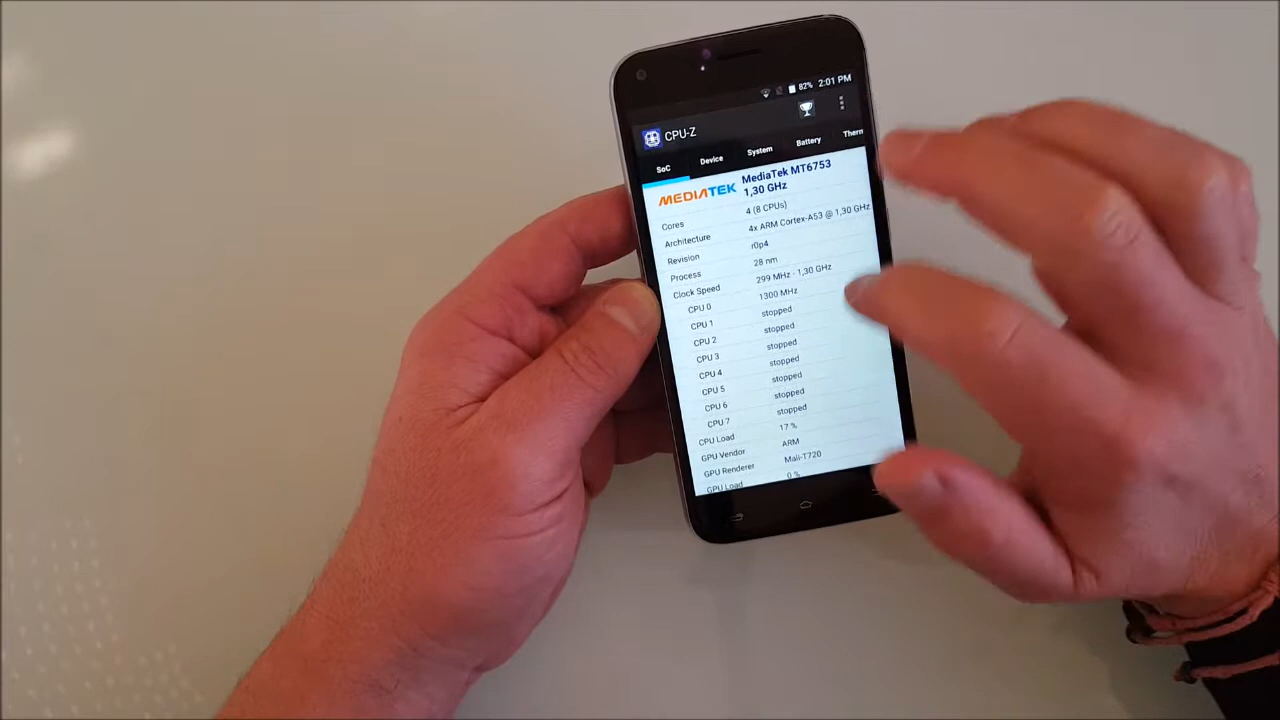 82% 2:01 PM
CPU-Z
SoC Device System Battery Therm
MEDIATEK MediaTek MT6753
1,30 GHz
Cores 4 (8 CPUs)
Architecture 4x ARM Cortex-A53 @ 1,30 GHz
Revision r0p4
Process 28 nm
Clock Speed 299 MHz - 1,30 GHz
CPU 0 1300 MHz
CPU 1 stopped
CPU 2 stopped
CPU 3 stopped
CPU 4 stopped
CPU 5 stopped
CPU 6 stopped
CPU 7 stopped
CPU Load 17 %
GPU Vendor ARM
GPU Renderer Mali-T720
GPU Load 0 %